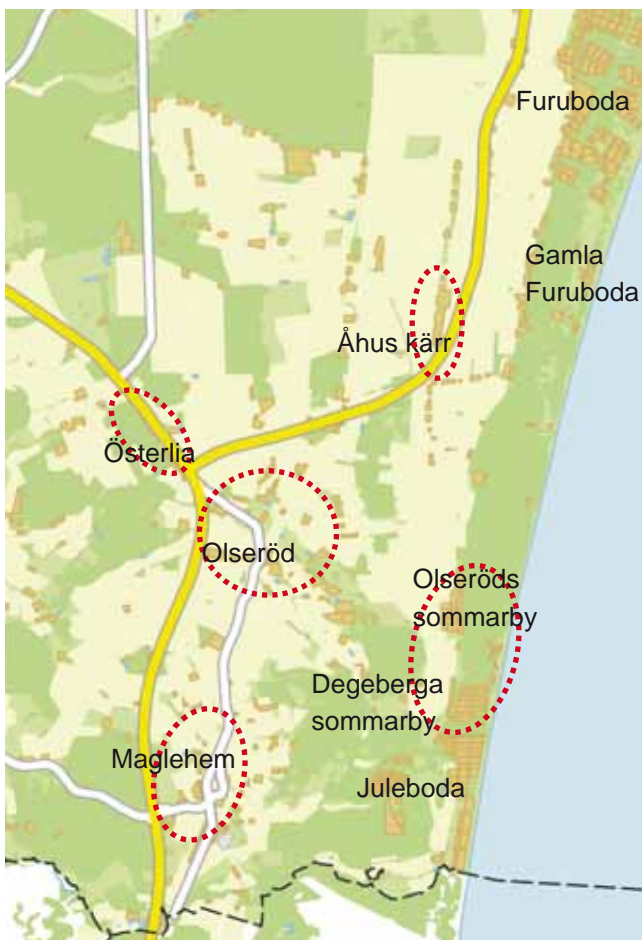 Furuboda
Gamla
Furuboda
Åhus kärr
Österlia
Olseröd
Olseröds
sommarby
Degeberga
sommarby
Maglehem
Juleboda